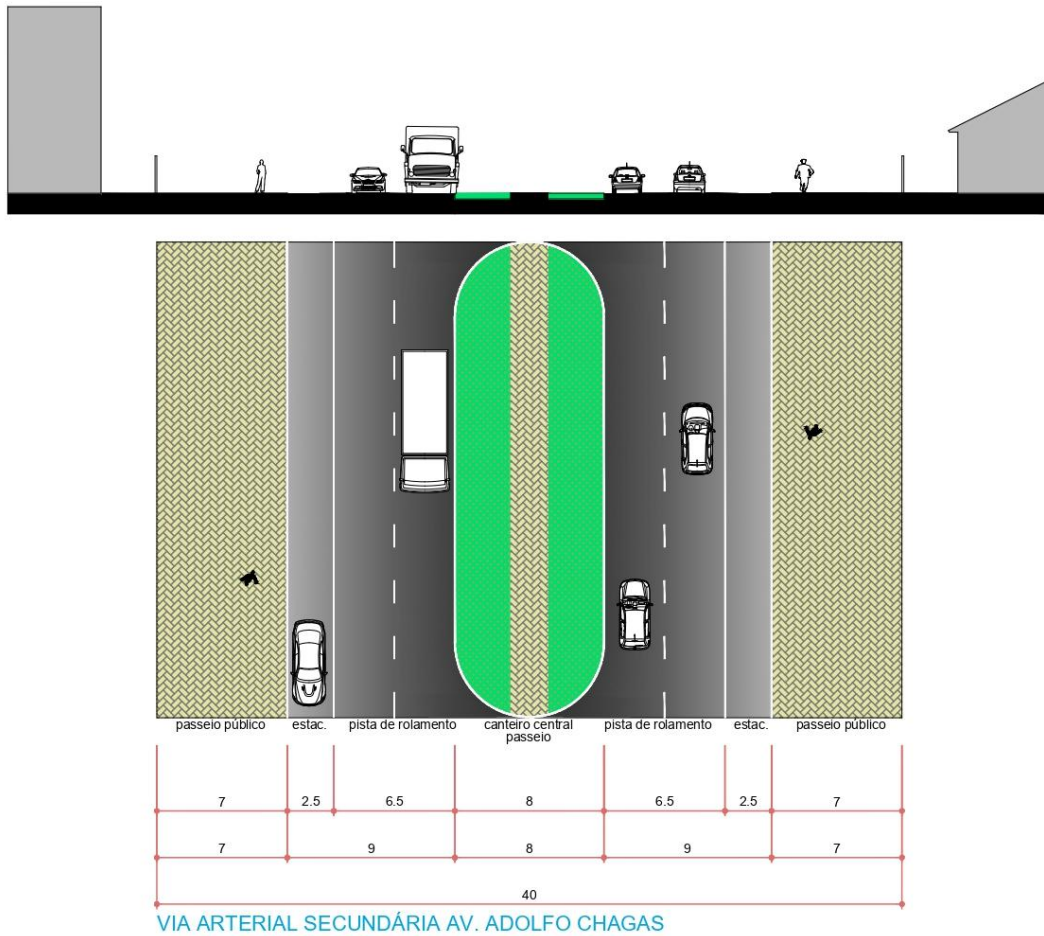 passeio público estac. pista de rolamento canteiro central pista de rolamento estac. passeio público
passeio
7 2.5 6.5 8 6.5 2.5 7
7 9 8 9 7
40
VIA ARTERIAL SECUNDÁRIA AV. ADOLFO CHAGAS